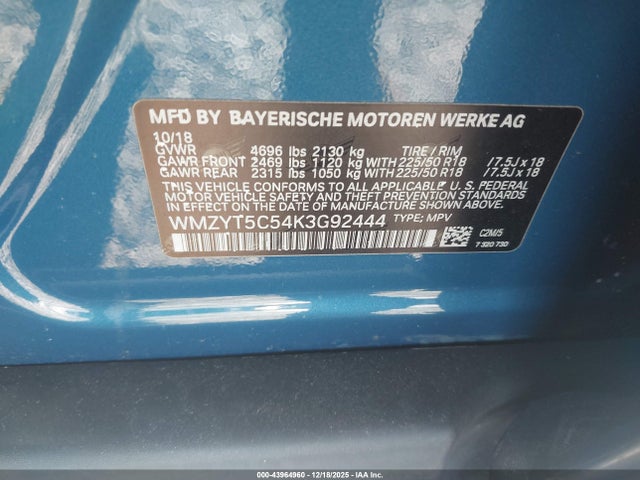 MFD BY BAYERISCHE MOTOREN WERKE AG
10/18
GVWR 4696 lbs 2130 kg TIRE / RIM
GAWR FRONT 2469 lbs 1120 kg WITH 225/50 R18 /7.5J x 18
GAWR REAR 2315 lbs 1050 kg WITH 225/50 R18 /7.5J x 18
THIS VEHICLE CONFORMS TO ALL APPLICABLE U. S. FEDERAL
MOTOR VEHICLE SAFETY AND THEFT PREVENTION STANDARDS
IN EFFECT ON THE DATE OF MANUFACTURE SHOWN ABOVE.
WMZYT5C54K3G92444 TYPE: MPV
C2M/5
7 320 730
000-43964960 - 12/18/2025 - IAA Inc.